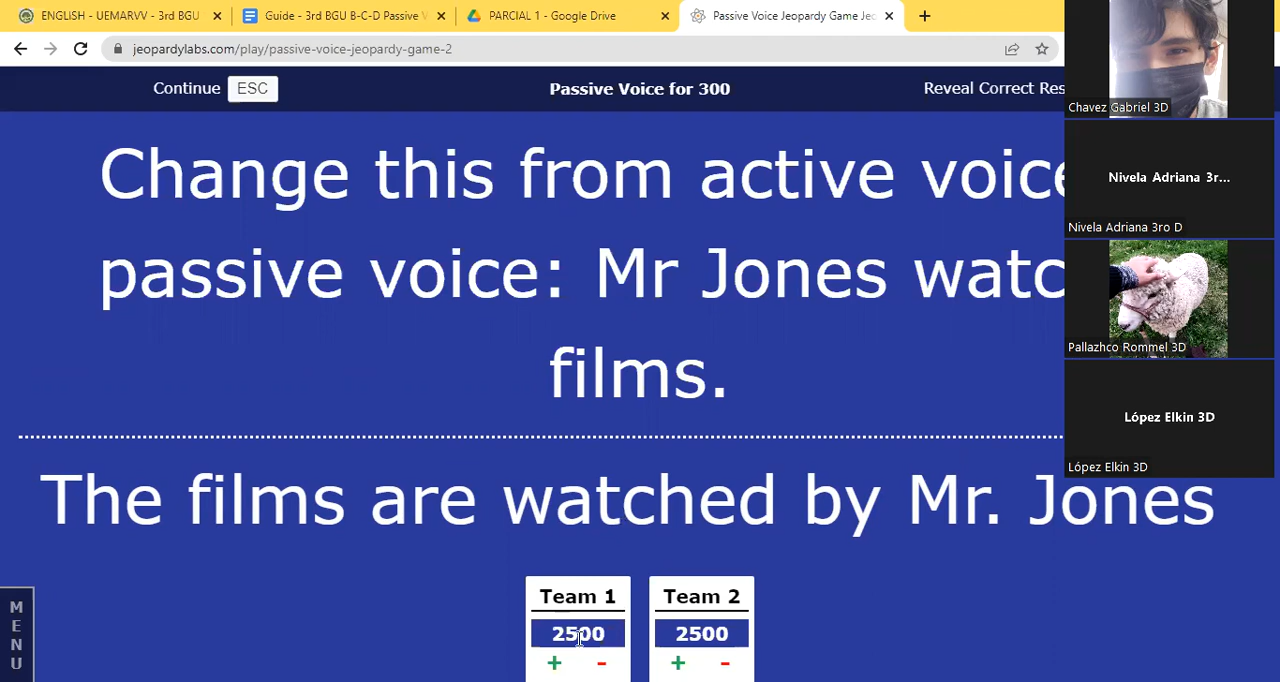 ENGLISH - UEMARVV - 3rd BGU
Guide - 3rd BGU B-C-D Passive V
PARCIAL 1 - Google Drive
Passive Voice Jeopardy Game Jeo
jeopardylabs.com/play/passive-voice-jeopardy-game-2
Continue ESC
Passive Voice for 300
Reveal Correct Res
Change this from active voice
passive voice: Mr Jones watc
films.
The films are watched by Mr. Jones
Team 1
2500
+ -
Team 2
2500
+ -
MENU
Chavez Gabriel 3D
Nivela Adriana 3r...
Nivela Adriana 3ro D
Pallazhco Rommel 3D
López Elkin 3D
López Elkin 3D